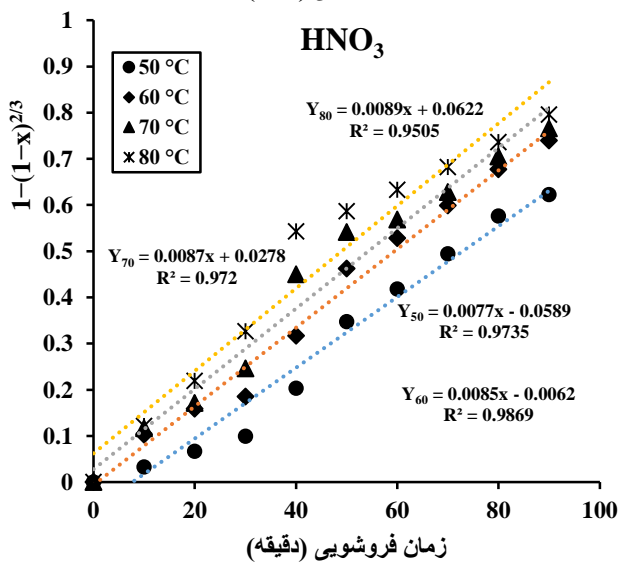 HNO₃
1
0.9
0.8
0.7
0.6
0.5
0.4
0.3
0.2
0.1
0
1−(1−x)^2/3
50 °C
60 °C
70 °C
80 °C
Y₈₀ = 0.0089x + 0.0622
R² = 0.9505
Y₇₀ = 0.0087x + 0.0278
R² = 0.972
Y₅₀ = 0.0077x - 0.0589
R² = 0.9735
Y₆₀ = 0.0085x - 0.0062
R² = 0.9869
0 20 40 60 80 100
زمان فروشویی (دقیقه)